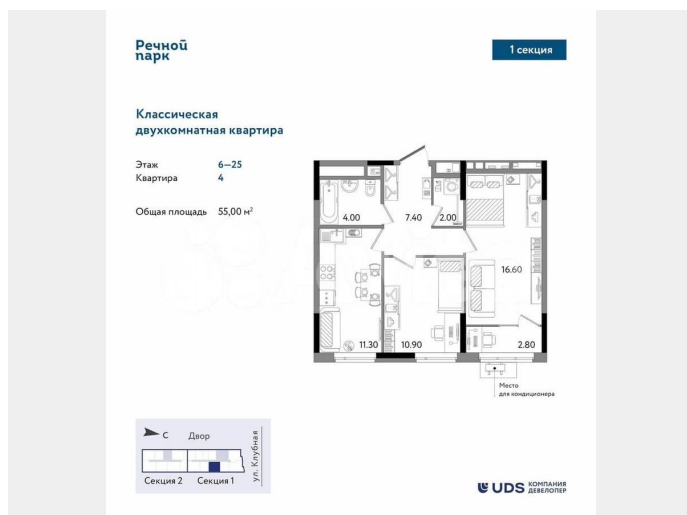 Речной
парк
1 секция
Классическая
двухкомнатная квартира
Этаж 6—25
Квартира 4
Общая площадь 55,00 м²
4.00
7.40
2.00
16.60
11.30
10.90
2.80
Место
для кондиционера
С Двор
ул. Клубная
Секция 2 Секция 1
UDS КОМПАНИЯ
ДЕВЕЛОПЕР